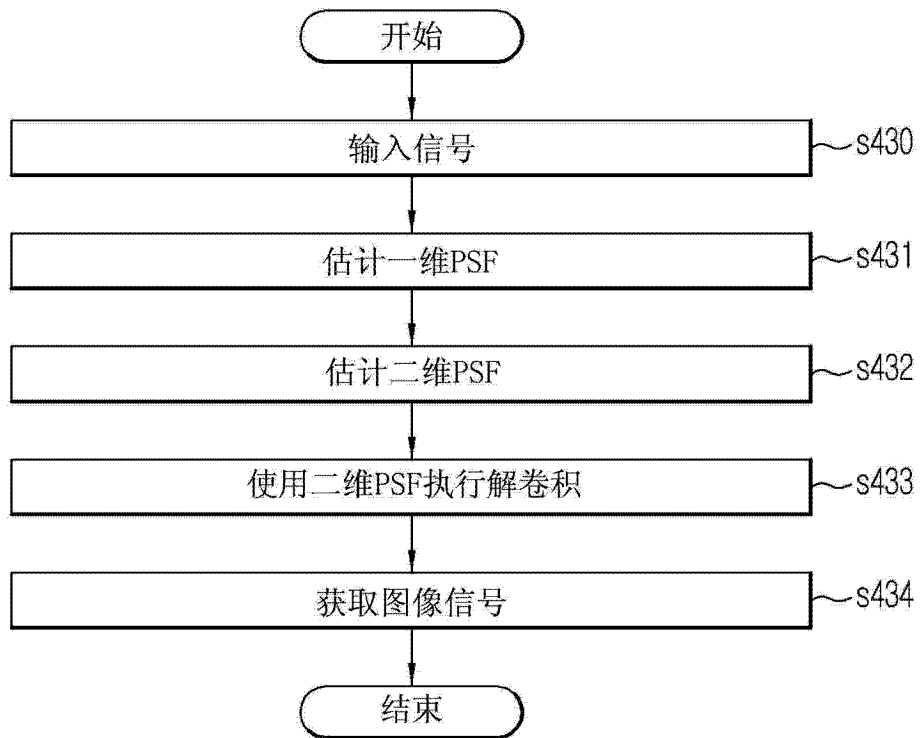 开始
输入信号
s430
估计一维PSF
s431
估计二维PSF
s432
使用二维PSF执行解卷积
s433
获取图像信号
s434
结束